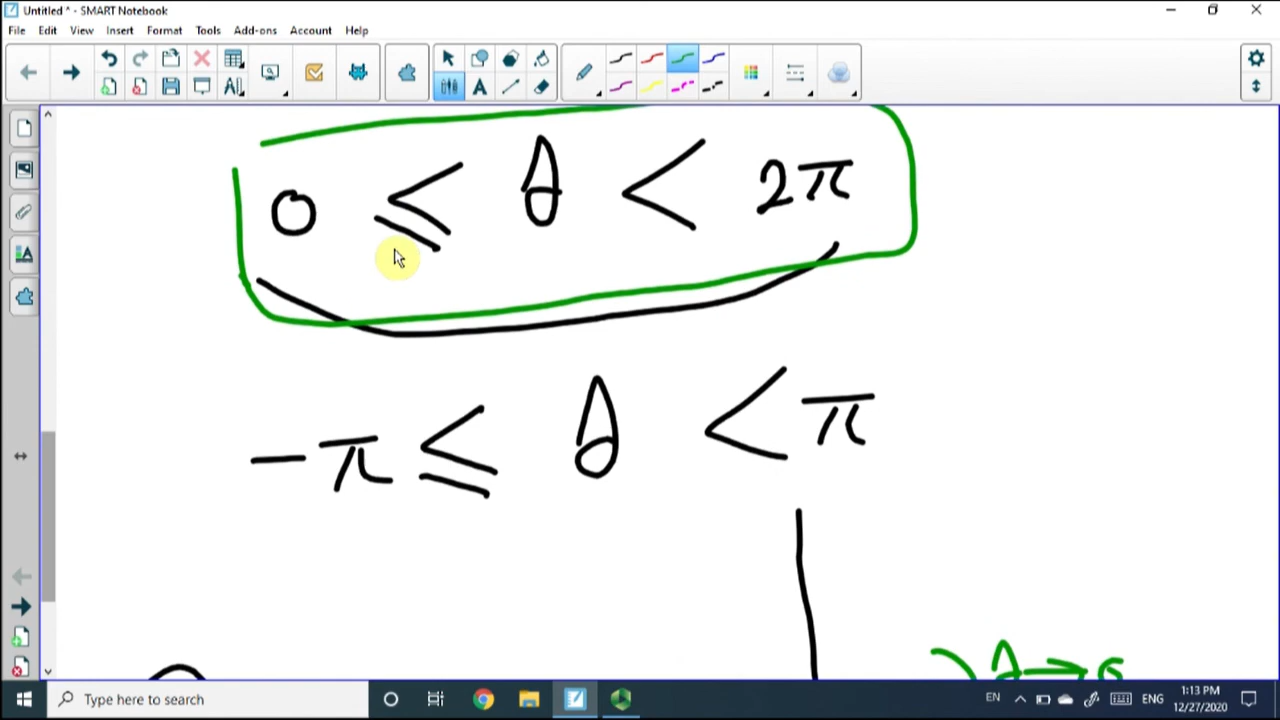 Untitled * - SMART Notebook
File Edit View Insert Format Tools Add-ons Account Help
0 ≤ θ < 2π
-π ≤ θ < π
θ →
Type here to search
EN ENG 1:13 PM
12/27/2020